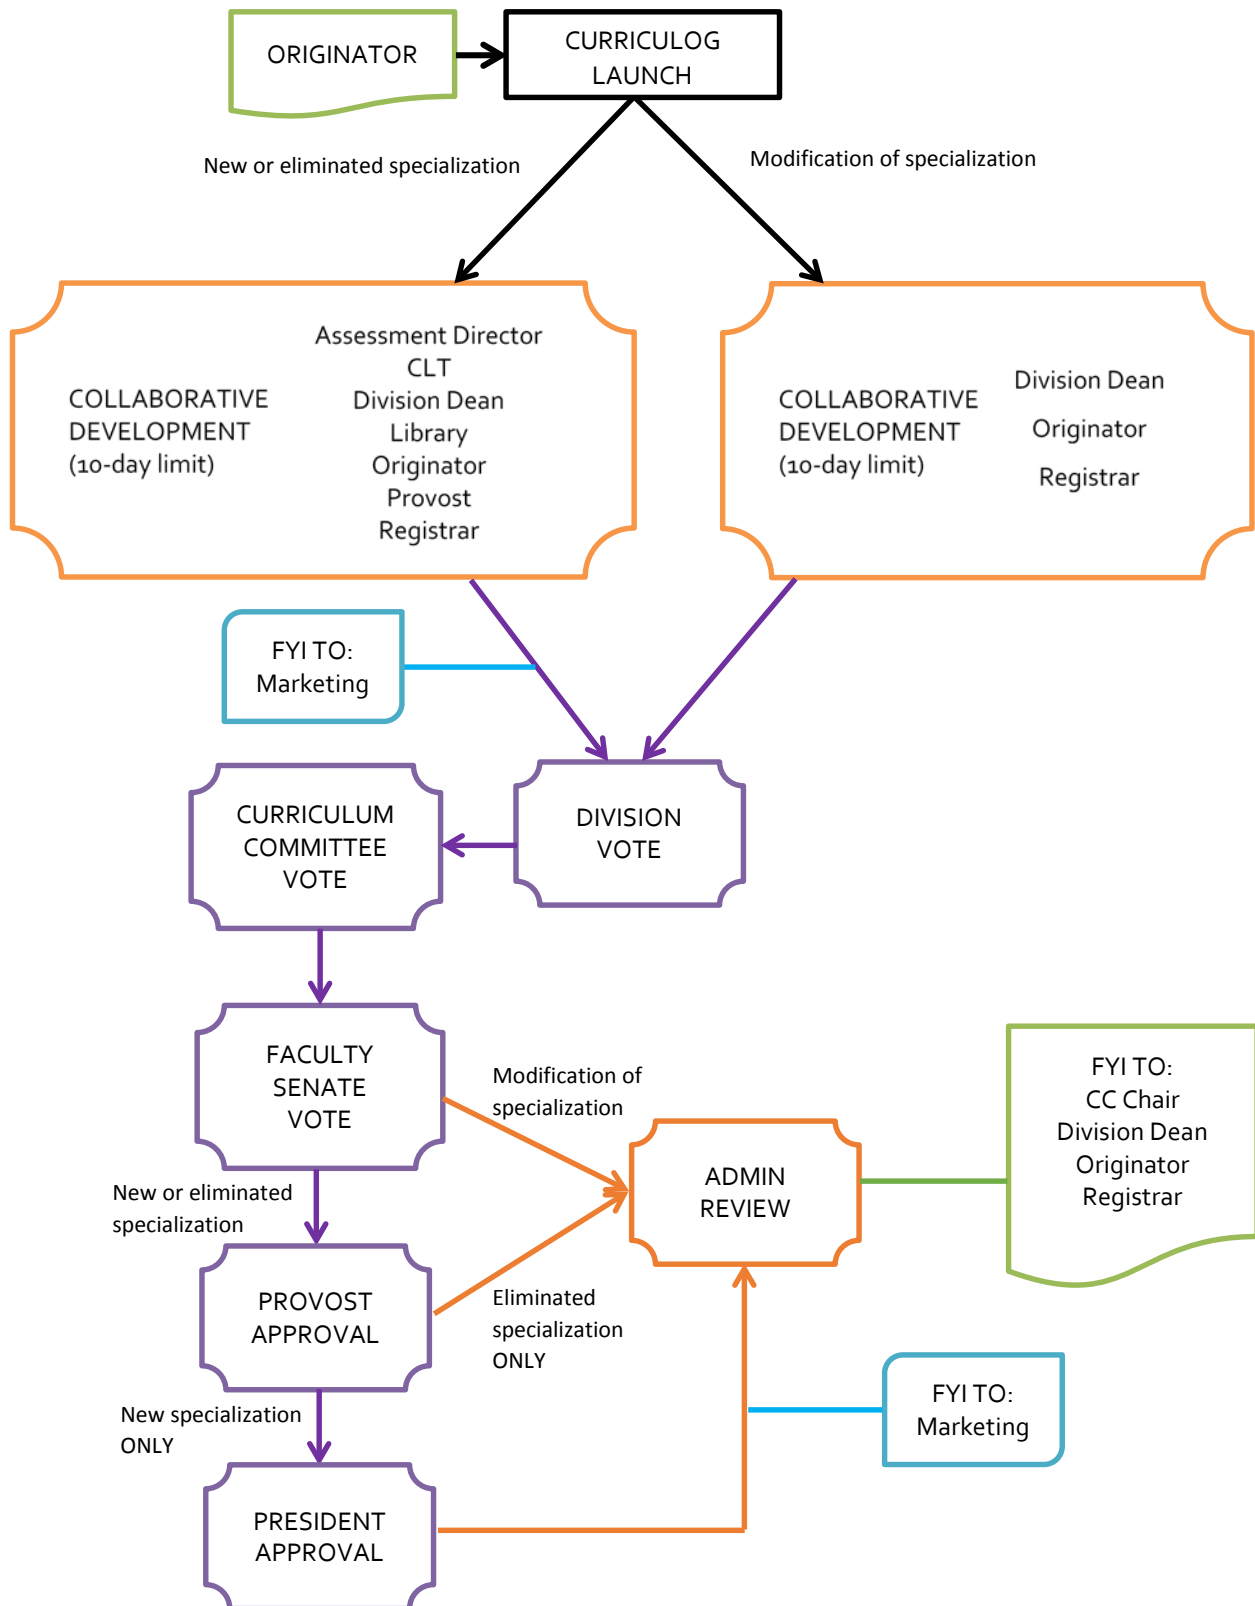 ORIGINATOR
CURRICULOG
LAUNCH
New or eliminated specialization
Modification of specialization
COLLABORATIVE
DEVELOPMENT
(10-day limit)
Assessment Director
CLT
Division Dean
Library
Originator
Provost
Registrar
COLLABORATIVE
DEVELOPMENT
(10-day limit)
Division Dean
Originator
Registrar
FYI TO:
Marketing
DIVISION
VOTE
CURRICULUM
COMMITTEE
VOTE
FACULTY
SENATE
VOTE
Modification of
specialization
ADMIN
REVIEW
FYI TO:
CC Chair
Division Dean
Originator
Registrar
New or eliminated
specialization
PROVOST
APPROVAL
Eliminated
specialization
ONLY
New specialization
ONLY
FYI TO:
Marketing
PRESIDENT
APPROVAL